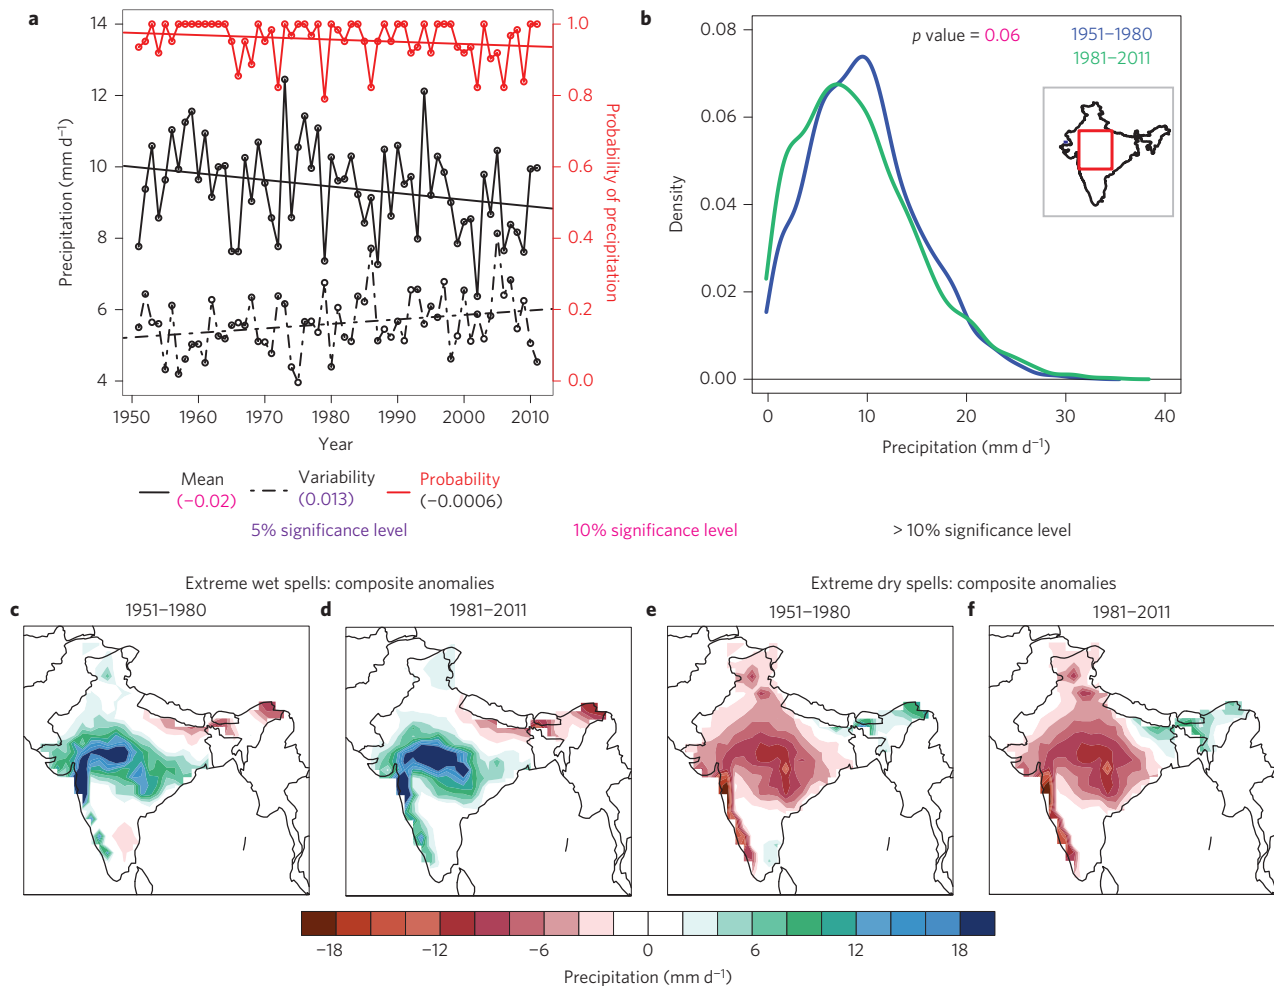 a
14
12
10
8
6
4
Precipitation (mm d⁻¹)
1.0
0.8
0.6
0.4
0.2
0.0
Probability of precipitation
1950 1960 1970 1980 1990 2000 2010
Year
Mean
(−0.02)
Variability
(0.013)
Probability
(−0.0006)
b
0.08
0.06
0.04
0.02
0.00
Density
p value = 0.06
1951–1980
1981–2011
0 10 20 30 40
Precipitation (mm d⁻¹)
5% significance level 10% significance level > 10% significance level
Extreme wet spells: composite anomalies
c 1951–1980 d 1981–2011
Extreme dry spells: composite anomalies
e 1951–1980 f 1981–2011
−18 −12 −6 0 6 12 18
Precipitation (mm d⁻¹)